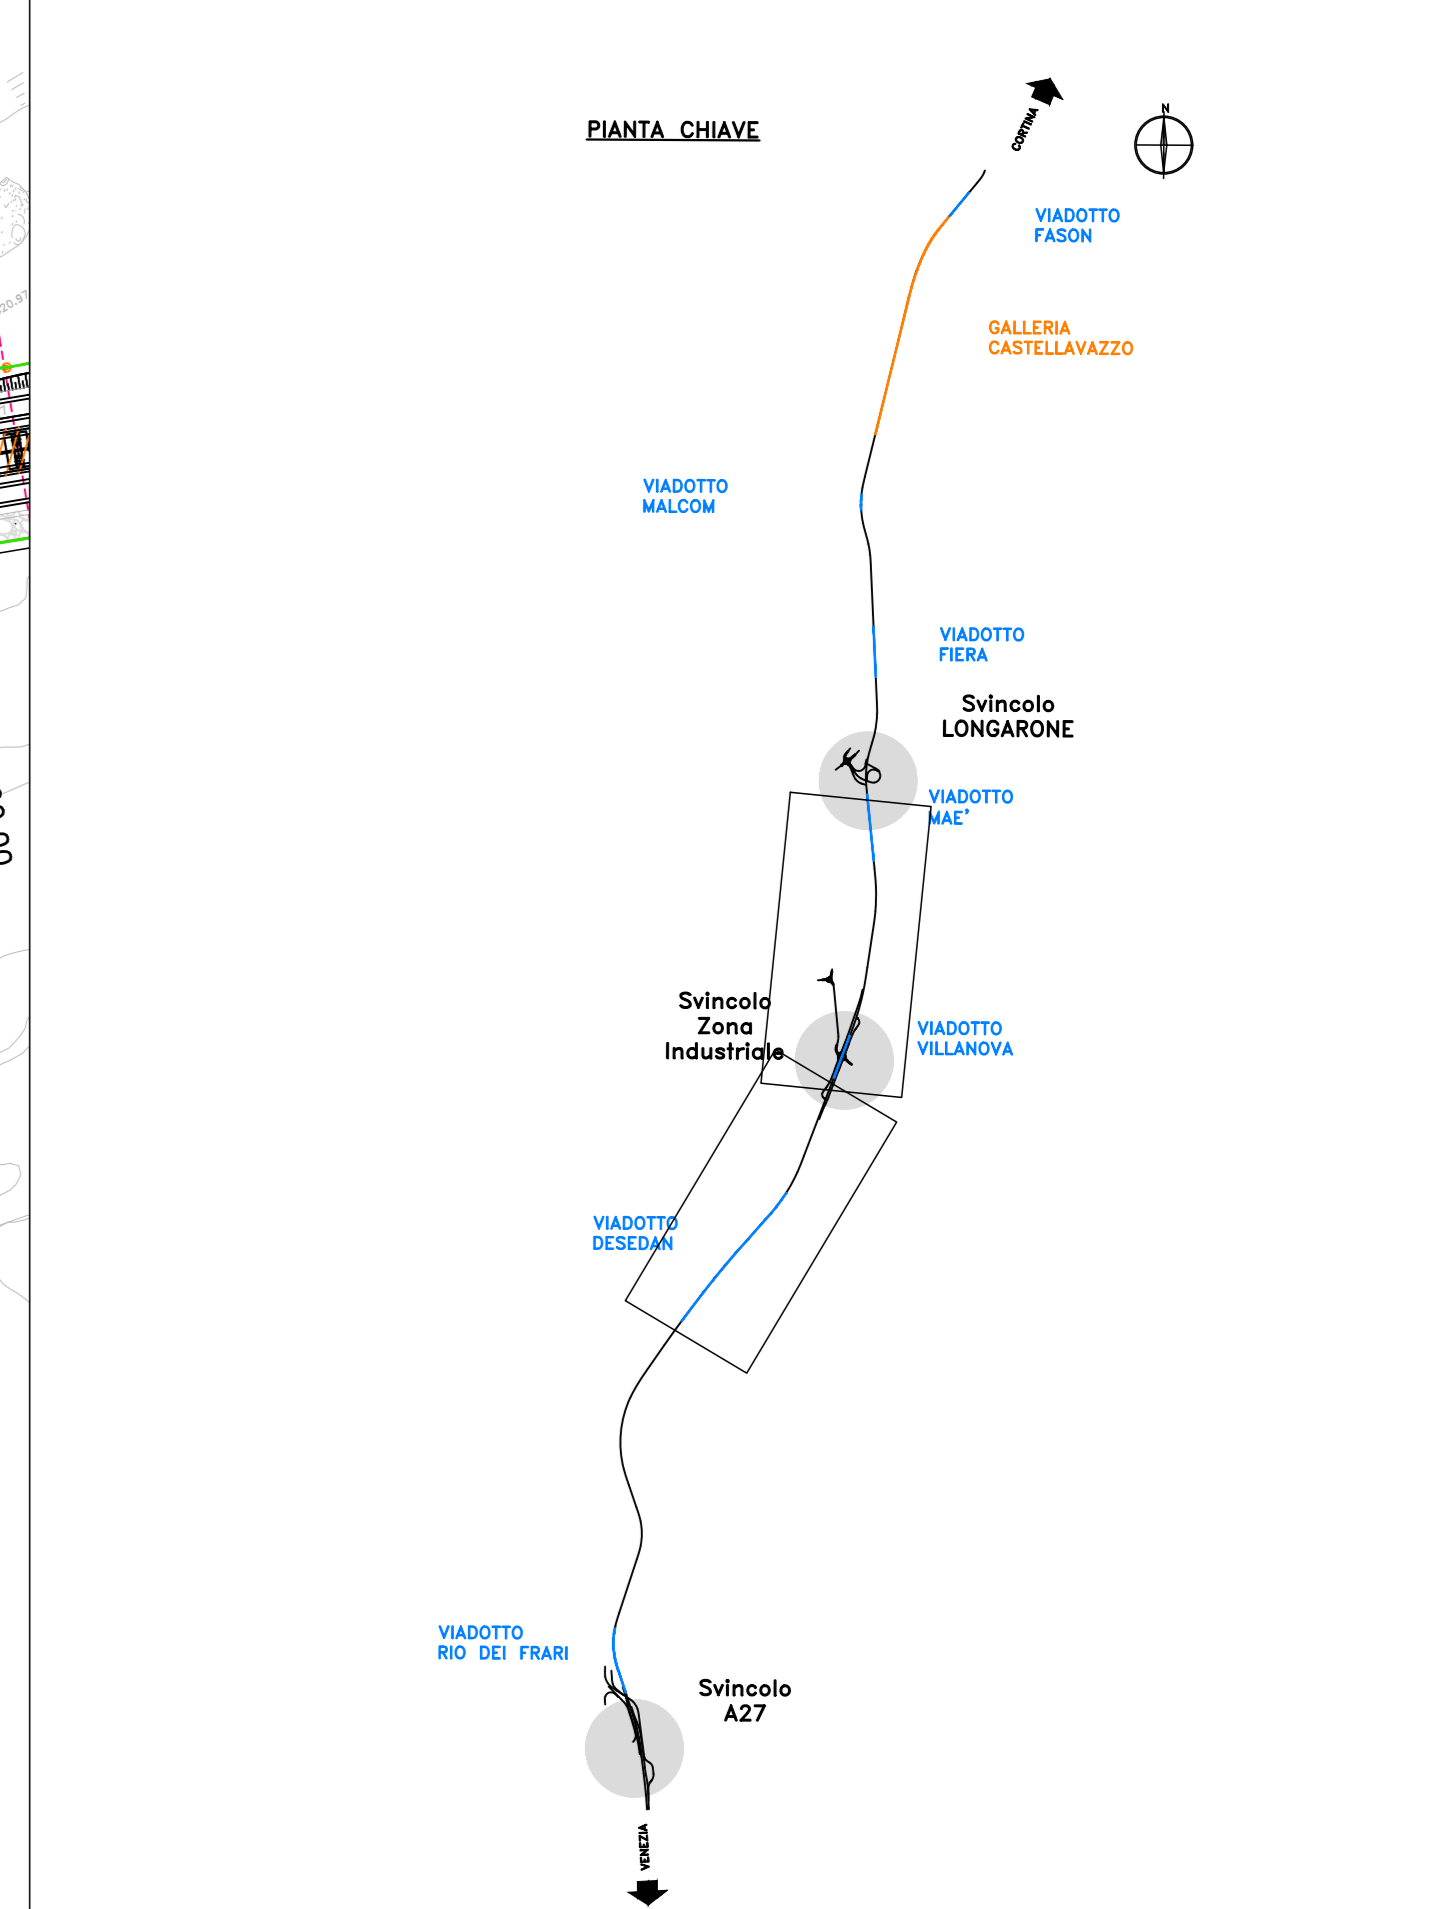 PIANTA CHIAVE
CORTINA
N
VIADOTTO
FASON
GALLERIA
CASTELLAVAZZO
VIADOTTO
MALCOM
VIADOTTO
FIERA
Svincolo
LONGARONE
VIADOTTO
MAE'
Svincolo
Zona
Industriale
VIADOTTO
VILLANOVA
VIADOTTO
DESEDAN
VIADOTTO
RIO DEI FRARI
Svincolo
A27
VENEZIA